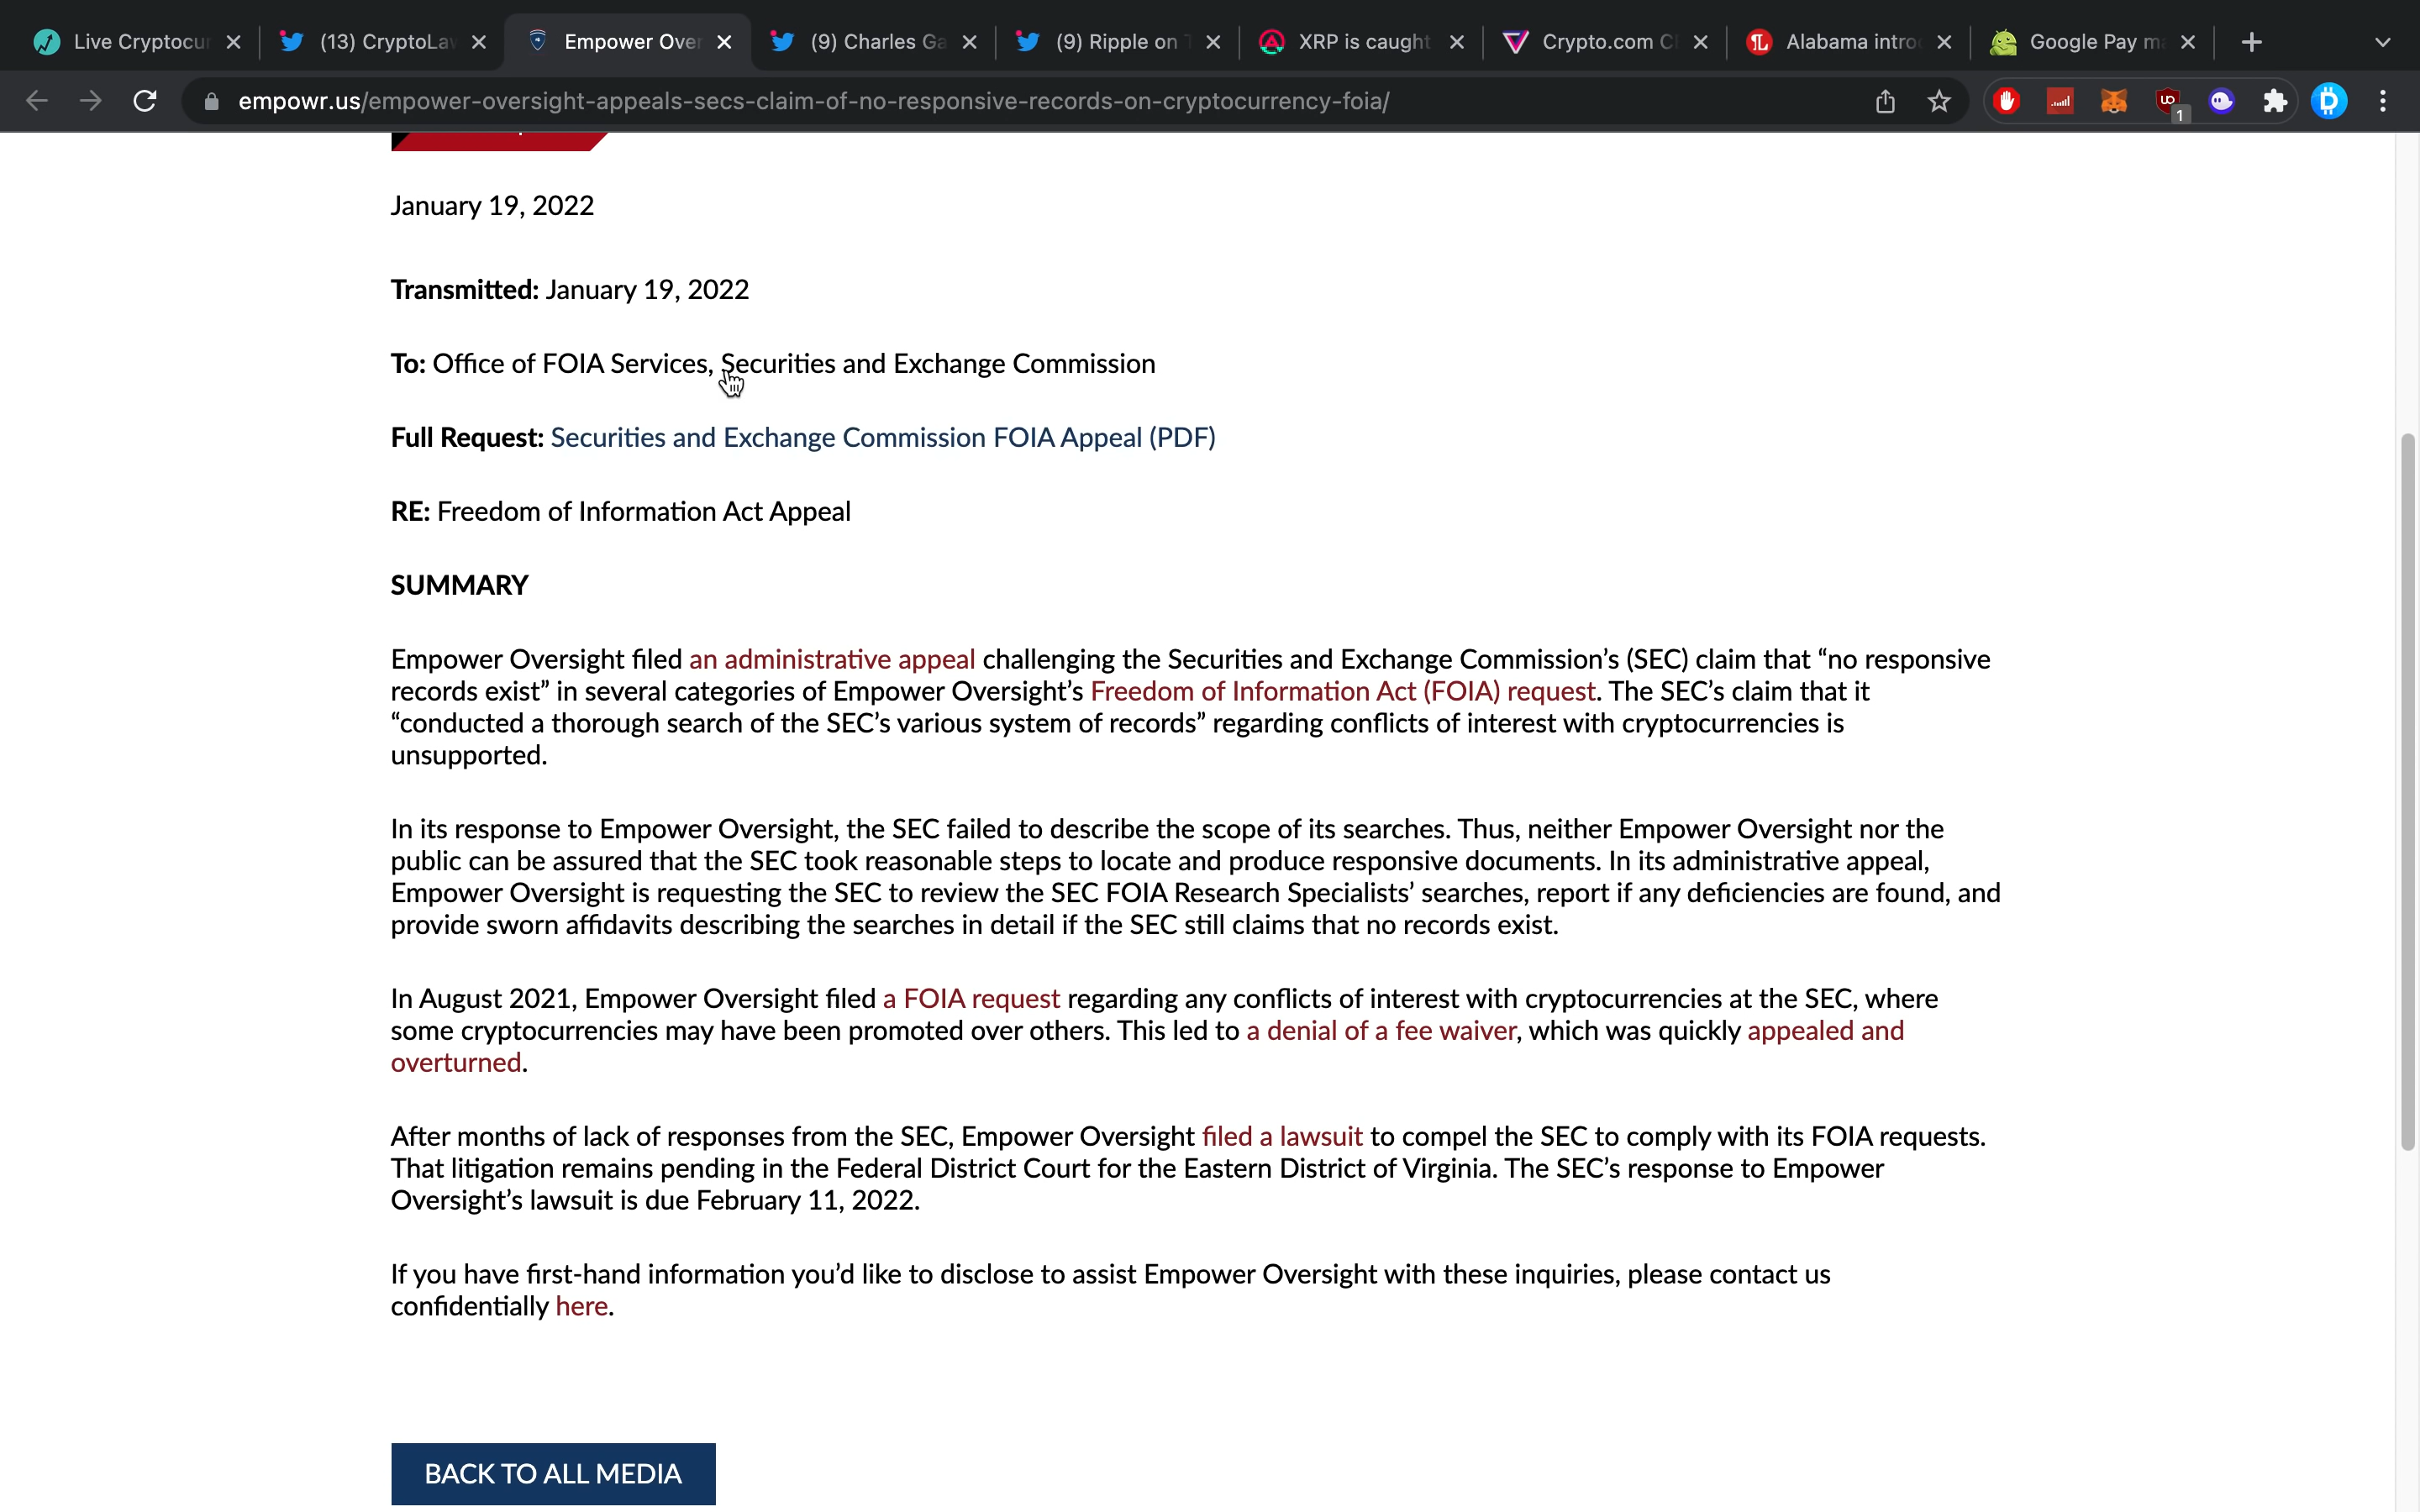 Live Cryptocur
(13) CryptoLaw
Empower Over
(9) Charles Ga
(9) Ripple on T
XRP is caught
Crypto.com C
Alabama intro
Google Pay m
empowr.us/empower-oversight-appeals-secs-claim-of-no-responsive-records-on-cryptocurrency-foia/
1
January 19, 2022
Transmitted: January 19, 2022
To: Office of FOIA Services, Securities and Exchange Commission
Full Request: Securities and Exchange Commission FOIA Appeal (PDF)
RE: Freedom of Information Act Appeal
SUMMARY
Empower Oversight filed an administrative appeal challenging the Securities and Exchange Commission’s (SEC) claim that “no responsive
records exist” in several categories of Empower Oversight’s Freedom of Information Act (FOIA) request. The SEC’s claim that it
“conducted a thorough search of the SEC’s various system of records” regarding conflicts of interest with cryptocurrencies is
unsupported.
In its response to Empower Oversight, the SEC failed to describe the scope of its searches. Thus, neither Empower Oversight nor the
public can be assured that the SEC took reasonable steps to locate and produce responsive documents. In its administrative appeal,
Empower Oversight is requesting the SEC to review the SEC FOIA Research Specialists’ searches, report if any deficiencies are found, and
provide sworn affidavits describing the searches in detail if the SEC still claims that no records exist.
In August 2021, Empower Oversight filed a FOIA request regarding any conflicts of interest with cryptocurrencies at the SEC, where
some cryptocurrencies may have been promoted over others. This led to a denial of a fee waiver, which was quickly appealed and
overturned.
After months of lack of responses from the SEC, Empower Oversight filed a lawsuit to compel the SEC to comply with its FOIA requests.
That litigation remains pending in the Federal District Court for the Eastern District of Virginia. The SEC’s response to Empower
Oversight’s lawsuit is due February 11, 2022.
If you have first-hand information you’d like to disclose to assist Empower Oversight with these inquiries, please contact us
confidentially here.
BACK TO ALL MEDIA